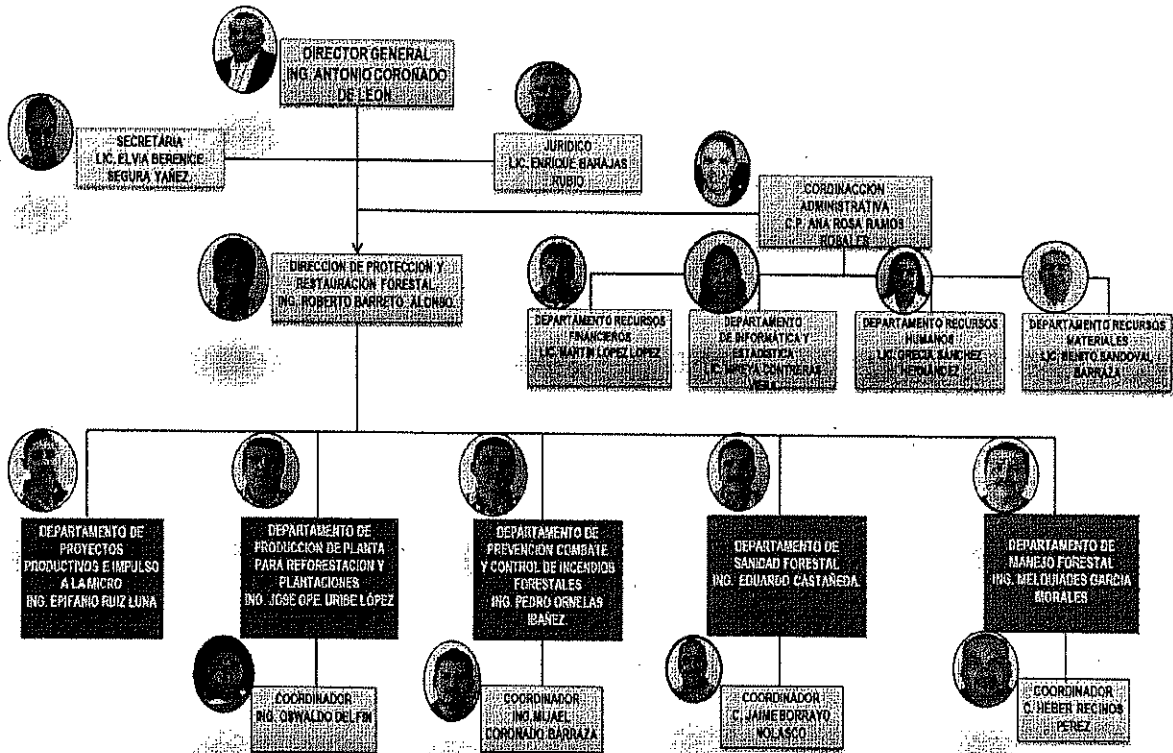 DIRECTOR GENERAL
ING. ANTONIO CORONADO
DE LEON
SECRETARIA
LIC. ELVIA BERENICE
SEGURA YAÑEZ
JURIDICO
LIC. ENRIQUE BARAJAS
RUBIO
CORDINACCION
ADMINISTRATIVA
C.P. ANA ROSA RAMOS
ROSALES
DIRECCION DE PROTECCION Y
RESTAURACION FORESTAL
ING. ROBERTO BARRETO ALONSO
DEPARTAMENTO RECURSOS
FINANCIEROS
LIC. MARTIN LOPEZ LOPEZ
DEPARTAMENTO
DE INFORMATICA Y
ESTADISTICA
LIC. CONTRERAS
DEPARTAMENTO RECURSOS
HUMANOS
LIC. GRECIA SANCHEZ
HERNÁNDEZ
DEPARTAMENTO RECURSOS
MATERIALES
LIC. BENITO SANDOVAL
BARRAZA
DEPARTAMENTO DE
PROYECTOS
PRODUCTIVOS E IMPULSO
A LA MICRO
ING. EPIFANIO RUIZ LUNA
DEPARTAMENTO DE
PRODUCCION DE PLANTA
PARA REFORESTACION Y
PLANTACIONES
ING. JOSE OPE. URIBE LÓPEZ
DEPARTAMENTO DE
PREVENCION COMBATE
Y CONTROL DE INCENDIOS
FORESTALES
ING. PEDRO ORNELAS
IBAÑEZ
DEPARTAMENTO DE
SANIDAD FORESTAL
ING. EDUARDO CASTAÑEDA
DEPARTAMENTO DE
MANEJO FORESTAL
ING. MELQUIADES GARCIA
MORALES
COORDINADOR
ING. OSWALDO DELFIN
COORDINADOR
ING. MIJAEL
CORONADO BARRAZA
COORDINADOR
C. JAIME BORRAYO
NOLASCO
COORDINADOR
C. HEBER RECINOS
PEREZ